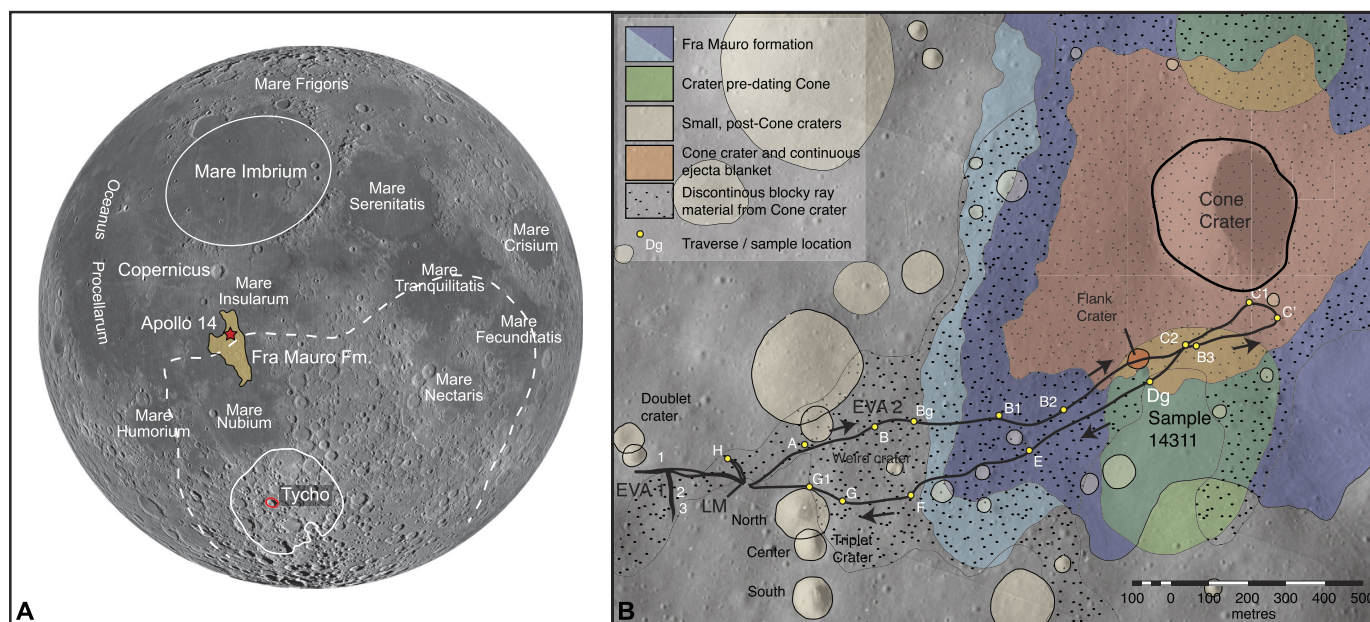 Mare Frigoris
Mare Imbrium
Mare
Serenitatis
Mare
Crisium
Oceanus
Procellarum
Copernicus
Mare
Insularum
Mare
Tranquilitatis
Apollo 14
Fra Mauro Fm.
Mare
Fecunditatis
Mare
Nectaris
Mare
Humorium
Mare
Nubium
Tycho
A
Fra Mauro formation
Crater pre-dating Cone
Small, post-Cone craters
Cone crater and continuous
ejecta blanket
Discontinous blocky ray
material from Cone crater
Dg
Traverse / sample location
Cone
Crater
C1
C'
Flank
Crater
C2
B3
Dg
Sample
14311
Doublet
crater
EVA 2
Bg
B1
B2
A
B
Weird crater
E
H
1
EVA 1
2
3
LM
G1
G
F
North
Center
Triplet
Crater
South
100 0 100 200 300 400 500
metres
B